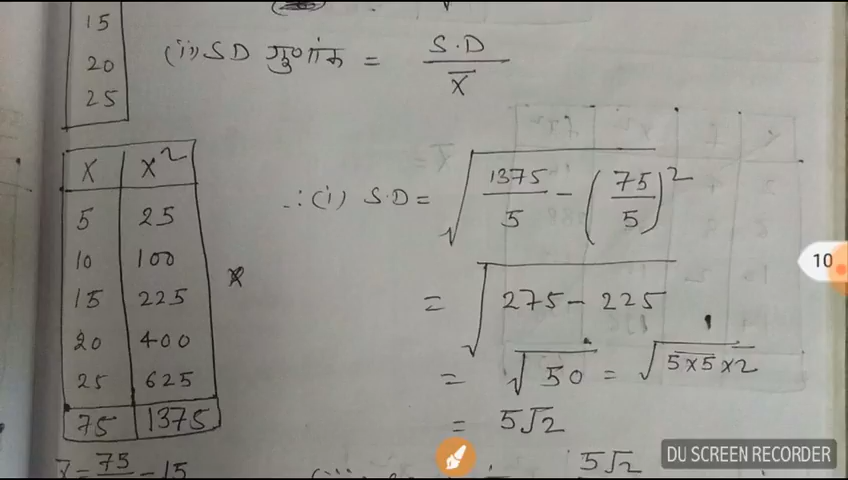 15
20
25
(ii) SD गुणांक = S.D / X̅
X | X²
5 | 25
10 | 100
15 | 225
20 | 400
25 | 625
75 | 1375
∴ (i) S.D = √(1375/5 − (75/5)²)
= √(275 − 225)
= √50 = √(5×5×2)
= 5√2
x̅ = 75 − 15
5√2
10
DU SCREEN RECORDER